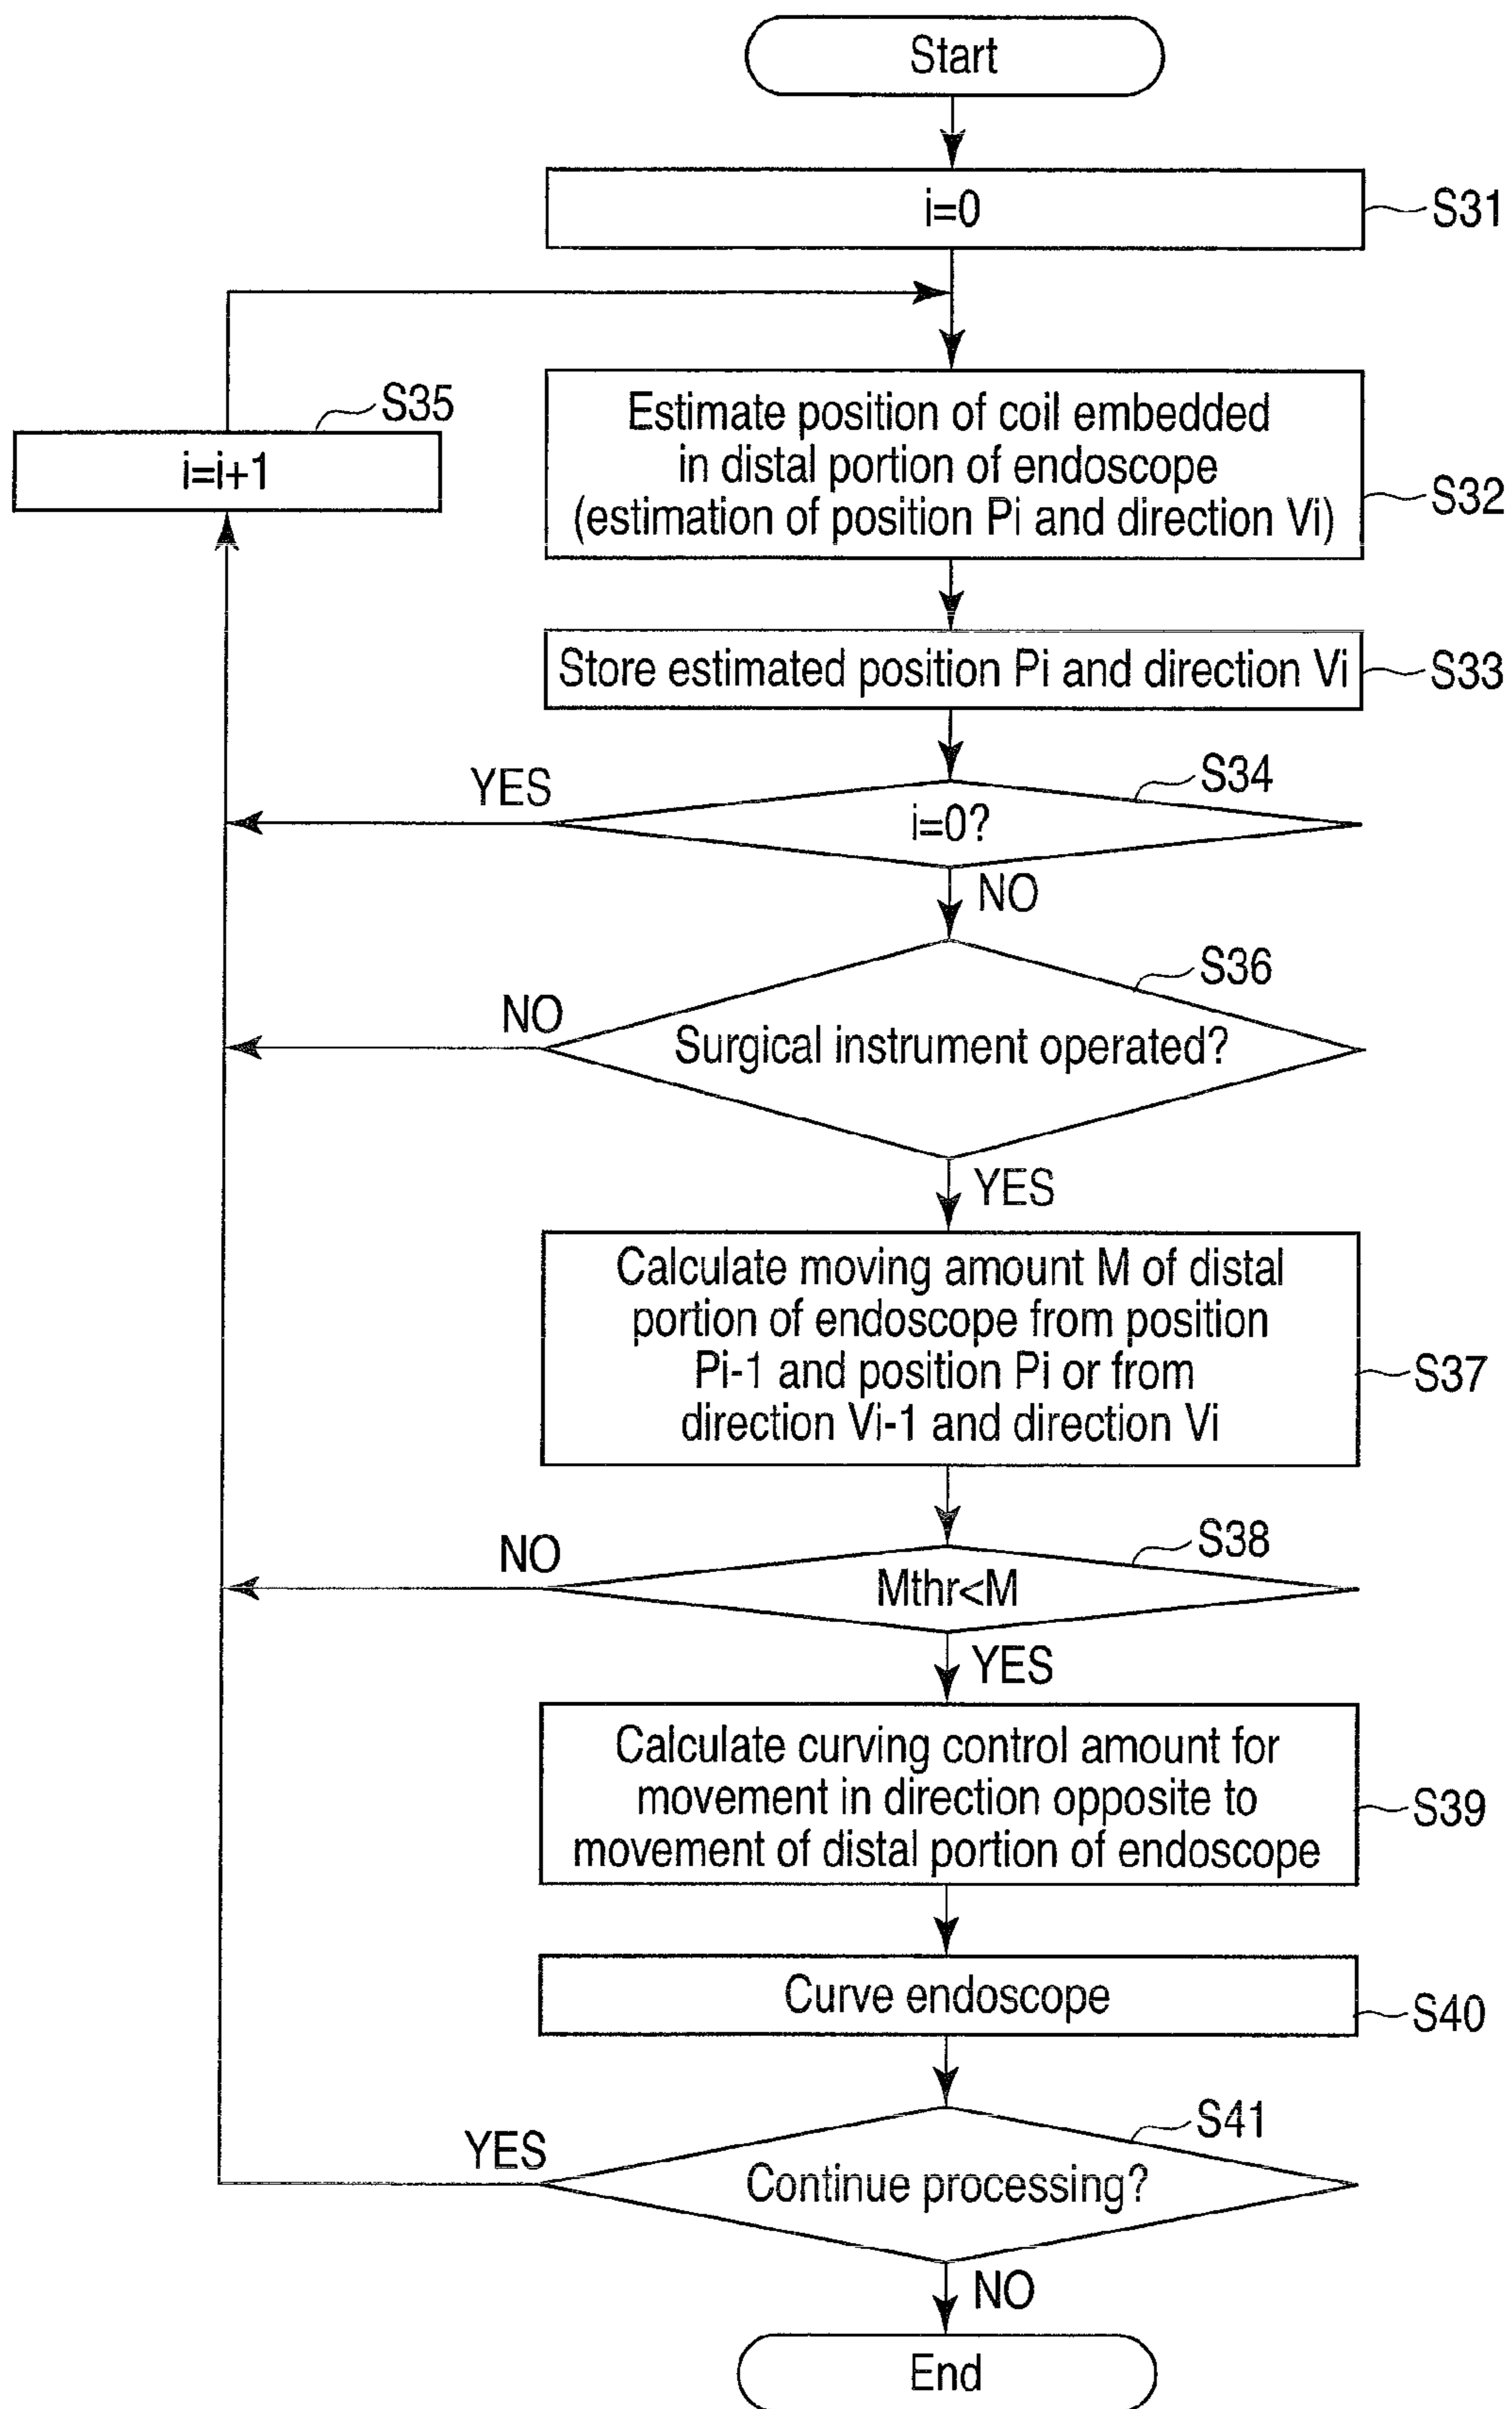 Start
i=0
S31
S35
i=i+1
Estimate position of coil embedded
in distal portion of endoscope
(estimation of position Pi and direction Vi)
S32
Store estimated position Pi and direction Vi
S33
S34
YES
i=0?
NO
S36
NO
Surgical instrument operated?
YES
Calculate moving amount M of distal
portion of endoscope from position
Pi-1 and position Pi or from
direction Vi-1 and direction Vi
S37
S38
NO
Mthr<M
YES
Calculate curving control amount for
movement in direction opposite to
movement of distal portion of endoscope
S39
Curve endoscope
S40
S41
YES
Continue processing?
NO
End